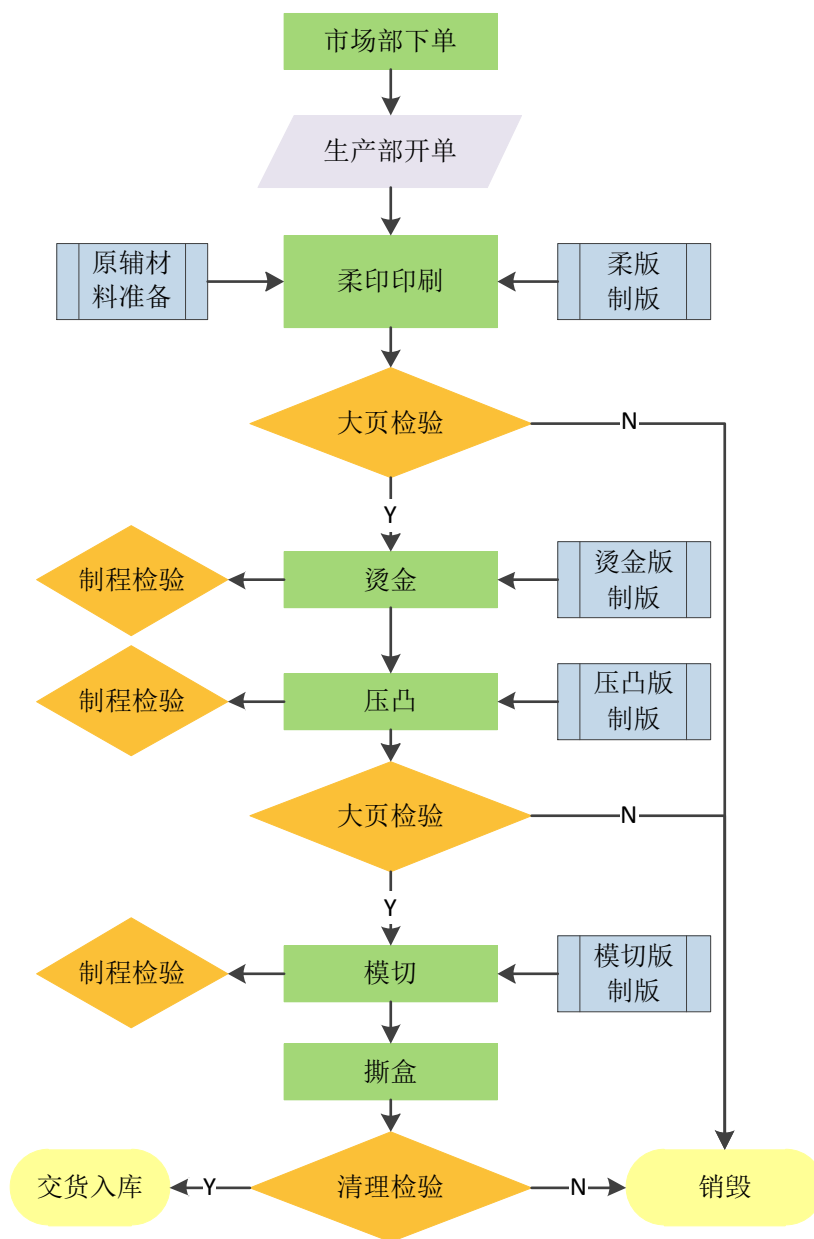 市场部下单
生产部开单
原辅材
料准备
柔印印刷
柔版
制版
大页检验
N
Y
制程检验
烫金
烫金版
制版
制程检验
压凸
压凸版
制版
大页检验
N
Y
制程检验
模切
模切版
制版
撕盒
交货入库
Y
清理检验
N
销毁